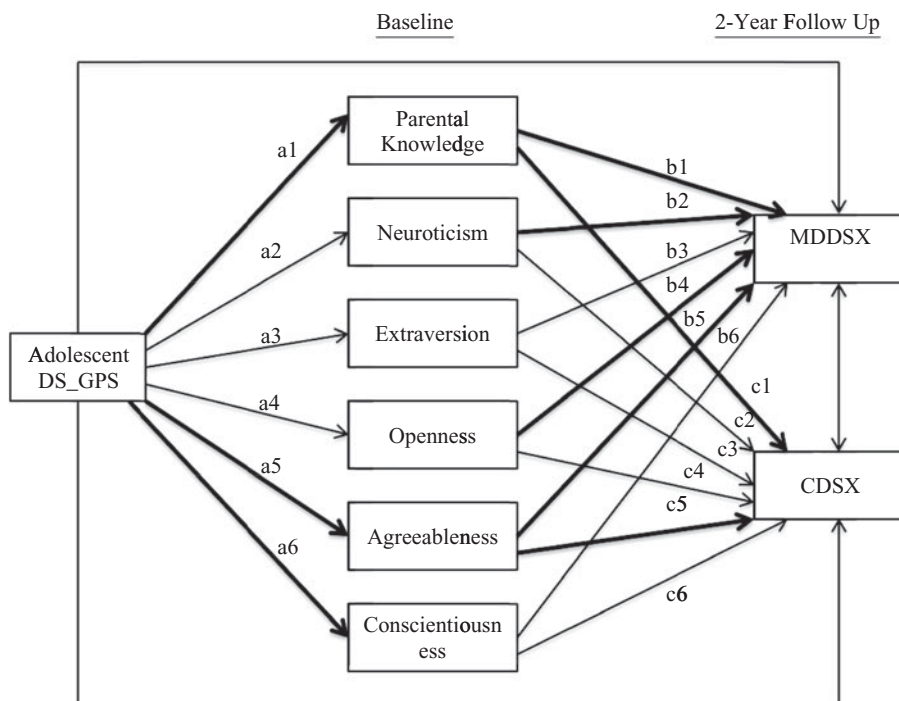 Baseline
2-Year Follow Up
Parental
Knowledge
a1
b1
b2
Neuroticism
MDDSX
a2
b3
b4
Extraversion
a3
b5
b6
Adolescent
DS_GPS
a4
c1
c2
Openness
c3
a5
c4
CDSX
c5
Agreeableness
a6
c6
Conscientiousn
ess